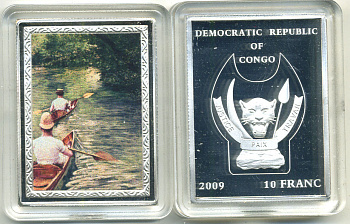 DEMOCRATIC REPUBLIC
OF
CONGO
JUSTICE PAIX TRAVAIL
2009 10 FRANC